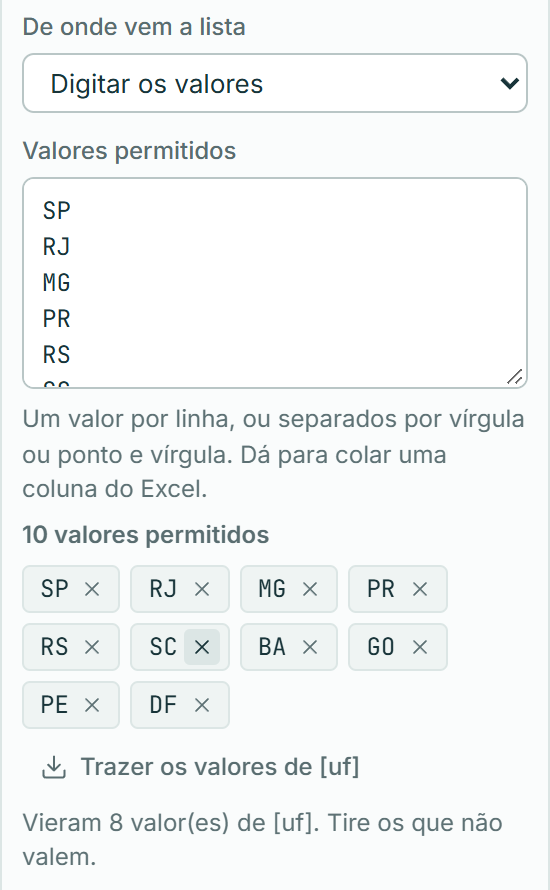 De onde vem a lista
Digitar os valores
Valores permitidos
SP
RJ
MG
PR
RS
Um valor por linha, ou separados por vírgula
ou ponto e vírgula. Dá para colar uma
coluna do Excel.
10 valores permitidos
SP × RJ × MG × PR ×
RS × SC × BA × GO ×
PE × DF ×
Trazer os valores de [uf]
Vieram 8 valor(es) de [uf]. Tire os que não
valem.